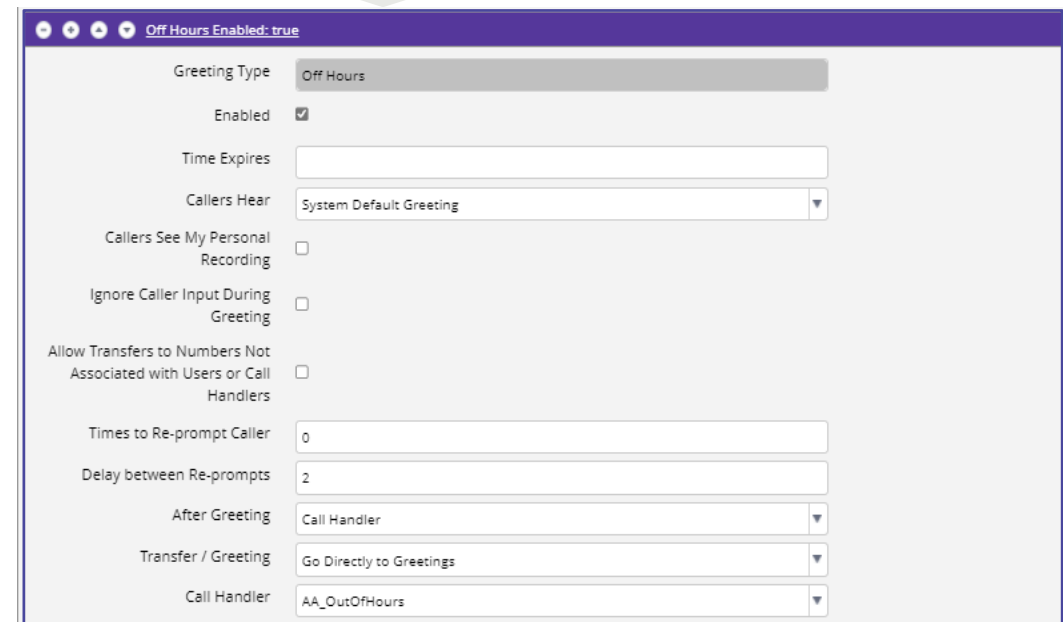 Off Hours Enabled: true
Greeting Type
Off Hours
Enabled
Time Expires
Callers Hear
System Default Greeting
Callers See My Personal
Recording
Ignore Caller Input During
Greeting
Allow Transfers to Numbers Not
Associated with Users or Call
Handlers
Times to Re-prompt Caller
0
Delay between Re-prompts
2
After Greeting
Call Handler
Transfer / Greeting
Go Directly to Greetings
Call Handler
AA_OutOfHours